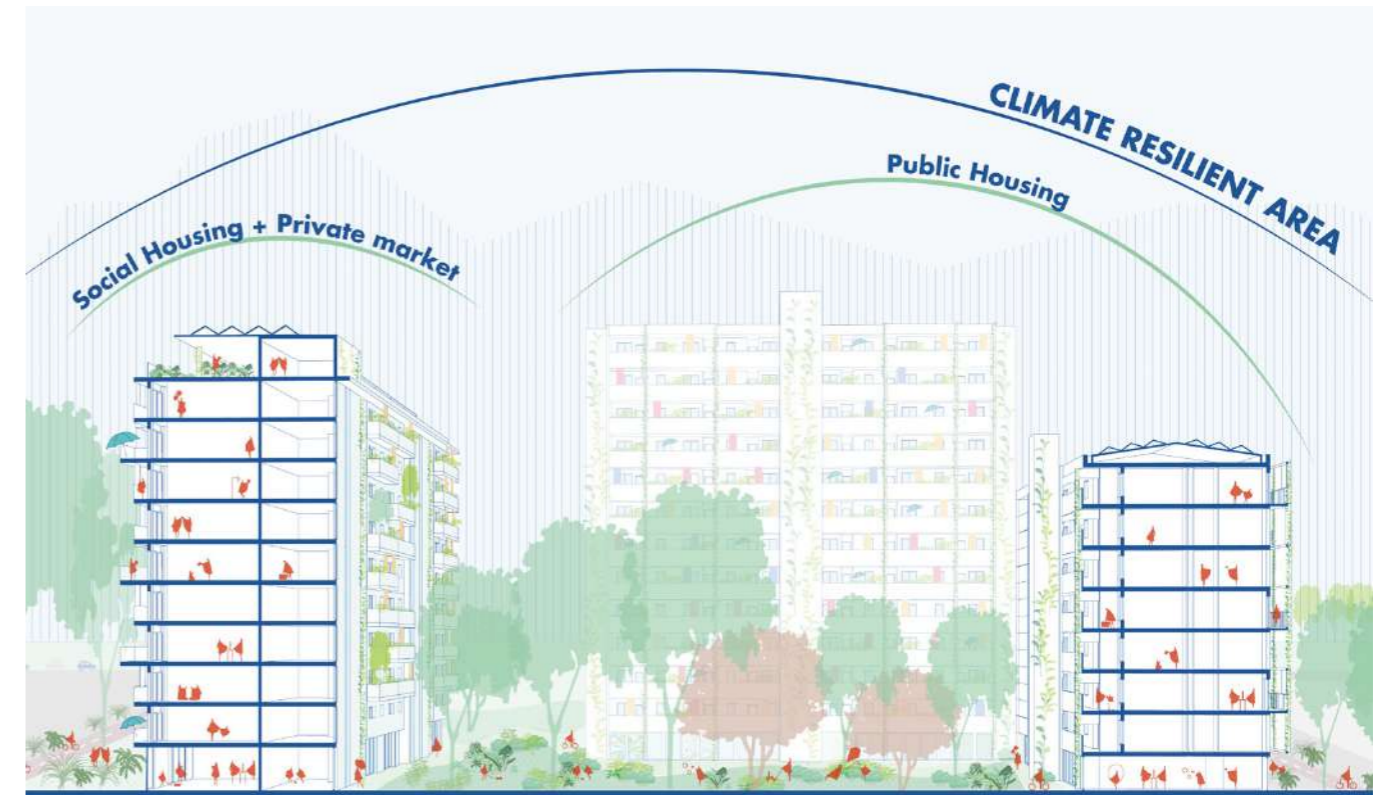 CLIMATE RESILIENT AREA
Public Housing
Social Housing + Private market